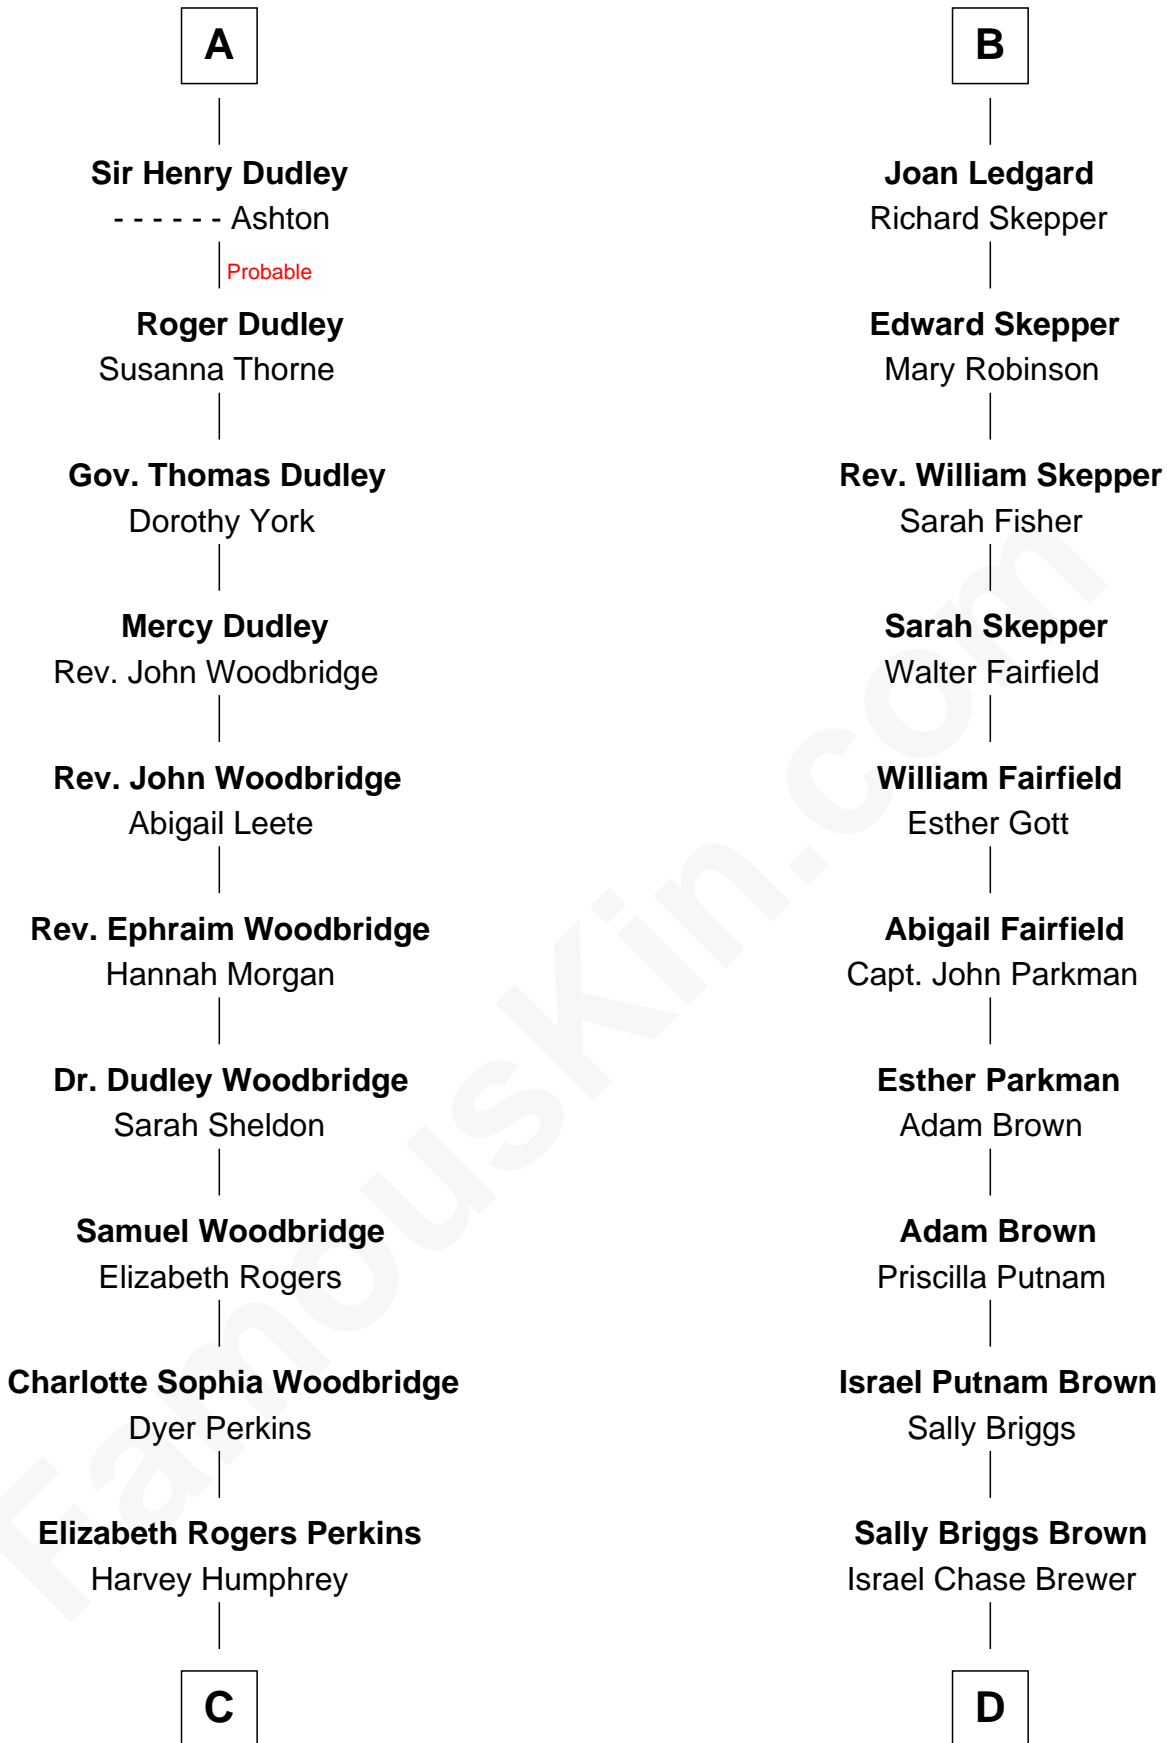 A
Sir Henry Dudley
- - - - - - Ashton
Probable
Roger Dudley
Susanna Thorne
Gov. Thomas Dudley
Dorothy York
Mercy Dudley
Rev. John Woodbridge
Rev. John Woodbridge
Abigail Leete
Rev. Ephraim Woodbridge
Hannah Morgan
Dr. Dudley Woodbridge
Sarah Sheldon
Samuel Woodbridge
Elizabeth Rogers
Charlotte Sophia Woodbridge
Dyer Perkins
Elizabeth Rogers Perkins
Harvey Humphrey
C
B
Joan Ledgard
Richard Skepper
Edward Skepper
Mary Robinson
Rev. William Skepper
Sarah Fisher
Sarah Skepper
Walter Fairfield
William Fairfield
Esther Gott
Abigail Fairfield
Capt. John Parkman
Esther Parkman
Adam Brown
Adam Brown
Priscilla Putnam
Israel Putnam Brown
Sally Briggs
Sally Briggs Brown
Israel Chase Brewer
D
FamousKin.com